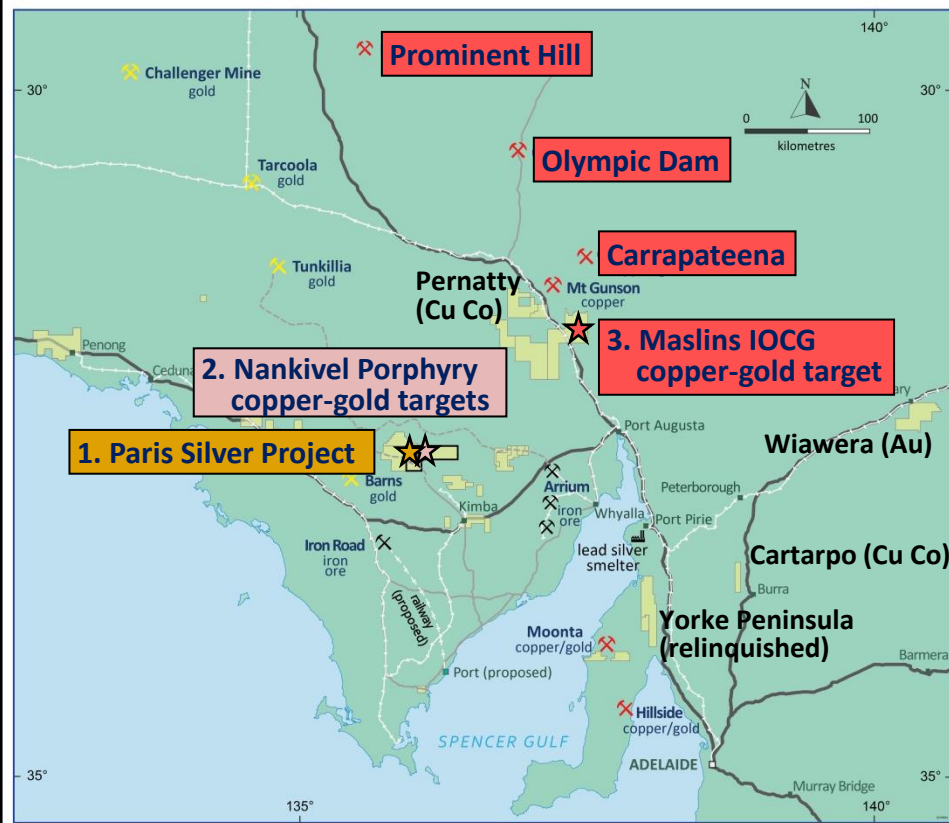 140°
Prominent Hill
Challenger Mine
gold
30°
30°
N
0
100
kilometres
Olympic Dam
Tarcoola
gold
Carrapateena
Tunkillia
gold
Pernatty
(Cu Co)
Mt Gunson
copper
3. Maslins IOCG
copper-gold target
Penong
Ceduna
2. Nankivel Porphyry
copper-gold targets
Port Augusta
Wiawera (Au)
1. Paris Silver Project
Barns
gold
Arrium
iron
ore
Kimba
Whyalla
Peterborough
Port Pirie
lead silver
smelter
Iron Road
iron
ore
Cartarpo (Cu Co)
Burra
railway
(proposed)
Yorke Peninsula
(relinquished)
Moonta
copper/gold
Barmera
Port (proposed)
Hillside
copper/gold
SPENCER GULF
ADELAIDE
35°
35°
Murray Bridge
135°
140°